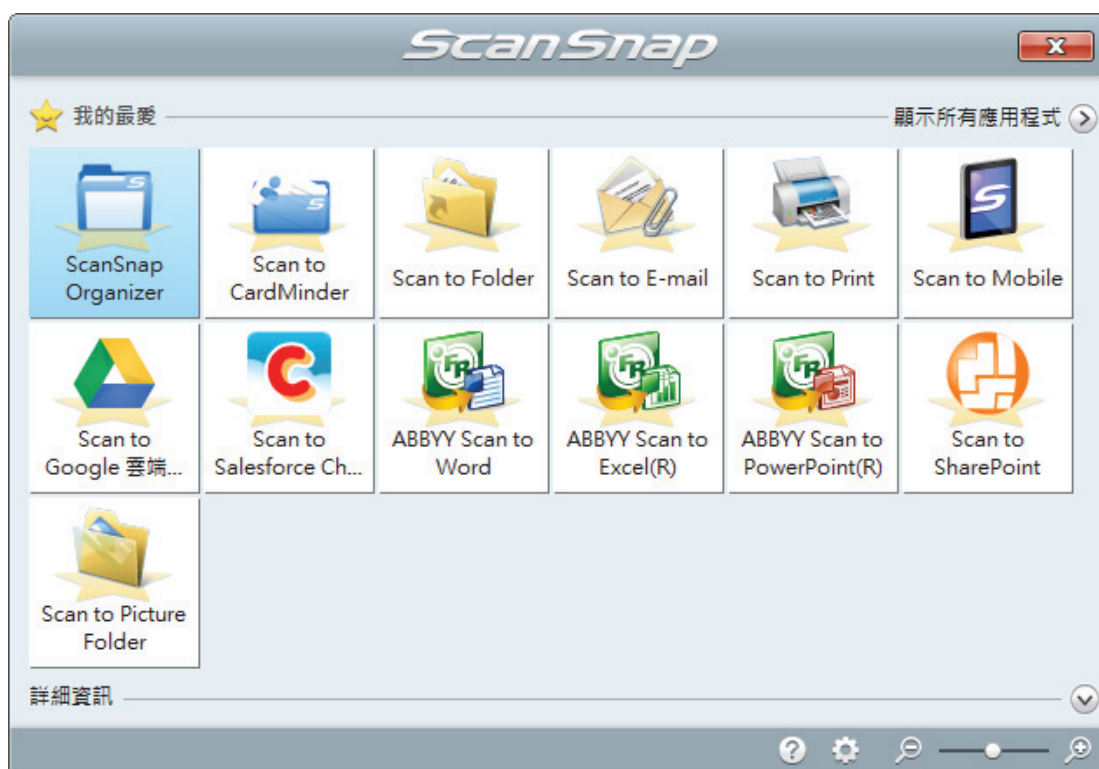 ScanSnap
我的最愛
顯示所有應用程式
ScanSnap
Organizer
Scan to
CardMinder
Scan to Folder
Scan to E-mail
Scan to Print
Scan to Mobile
Scan to
Google 雲端...
Scan to
Salesforce Ch...
ABBYY Scan to
Word
ABBYY Scan to
Excel(R)
ABBYY Scan to
PowerPoint(R)
Scan to
SharePoint
Scan to Picture
Folder
詳細資訊